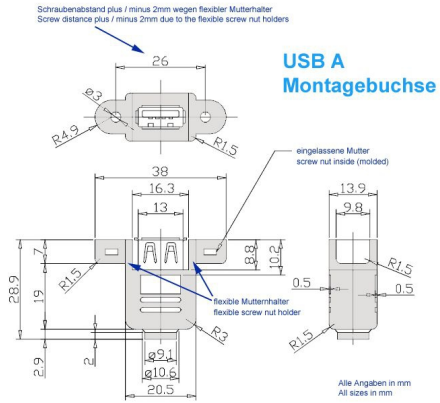 Schraubenabstand plus / minus 2mm wegen flexibler Mutterhalter
Screw distance plus / minus 2mm due to the flexible screw nut holders
USB A
Montagebuchse
26
ø3
R4.9
R1.5
eingelassene Mutter
screw nut inside (molded)
38
16.3
13
13.9
9.8
7
8.8
10.2
R1.5
R1.5
28.9
19
0.5
0.5
flexible Mutternhalter
flexible screw nut holder
R3
R1.5
2.9
2
ø9.1
ø10.6
20.5
Alle Angaben in mm
All sizes in mm